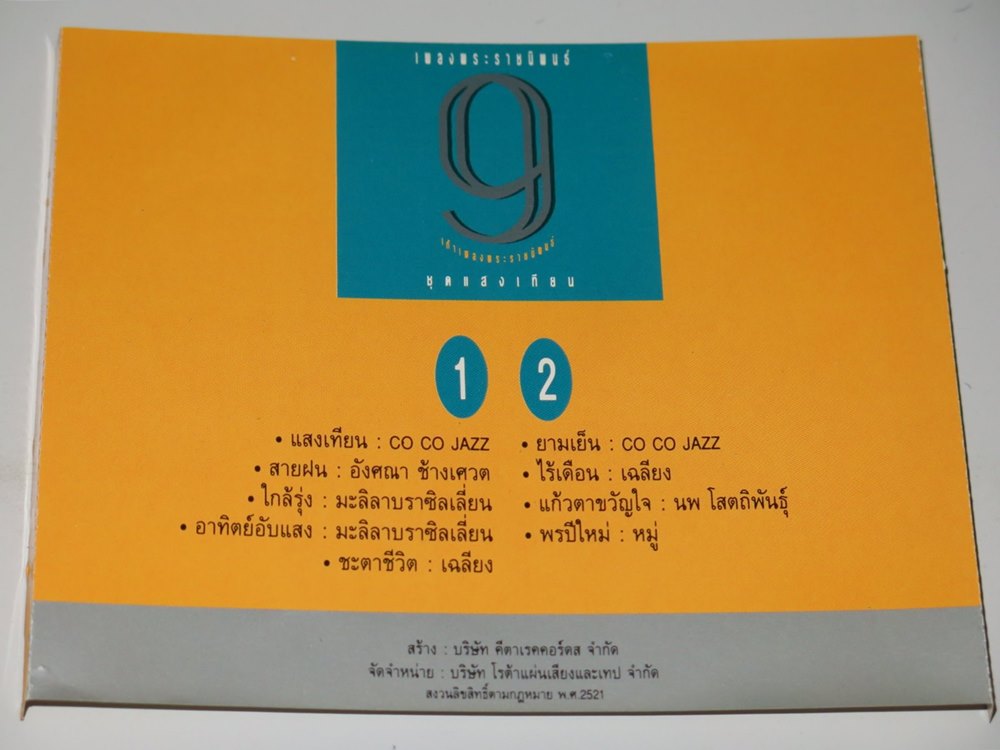 เพลงพระราชนิพนธ์
9
เก้าเพลงพระราชนิพนธ์
ชุดแสงเทียน
1
• แสงเทียน : CO CO JAZZ
• สายฝน : อังศณา ช้างเศวต
• ใกล้รุ่ง : มะลิลาบราซิลเลี่ยน
• อาทิตย์อับแสง : มะลิลาบราซิลเลี่ยน
• ชะตาชีวิต : เฉลียง
2
• ยามเย็น : CO CO JAZZ
• ไร้เดือน : เฉลียง
• แก้วตาขวัญใจ : นพ โสตถิพันธุ์
• พรปีใหม่ : หมู่
สร้าง : บริษัท คีตาเรคคอร์ดส จำกัด
จัดจำหน่าย : บริษัท โรต้าแผ่นเสียงและเทป จำกัด
สงวนลิขสิทธิ์ตามกฎหมาย พ.ศ.2521